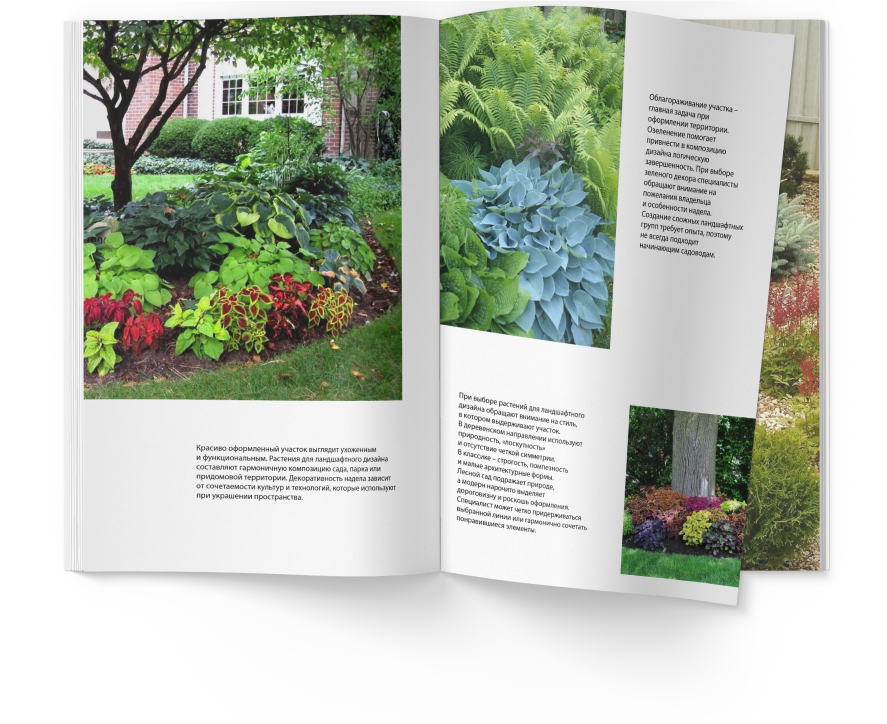 Красиво оформленный участок выглядит ухоженным
и функциональным. Растения для ландшафтного дизайна
составляют гармоничную композицию сада, парка или
придомовой территории. Декоративность надела зависит
от сочетаемости культур и технологий, которые используют
при украшении пространства.
Облагораживание участка –
главная задача при
оформлении территории.
Озеленение помогает
привнести в композицию
дизайна логическую
завершенность. При выборе
зеленого декора специалисты
обращают внимание на
пожелания владельца
и особенности надела.
Создание сложных ландшафтных
групп требует опыта, поэтому
не всегда подходит
начинающим садоводам.
При выборе растений для ландшафтного
дизайна обращают внимание на стиль,
в котором выдерживают участок.
В деревенском направлении используют
природность, «лоскутность»
и отсутствие четкой симметрии.
В классике – строгость, помпезность
и малые архитектурные формы.
Лесной сад подражает природе,
а модерн нарочито выделяет
дороговизну и роскошь оформления.
Специалист может четко придерживаться
выбранной линии или гармонично сочетать
понравившиеся элементы.